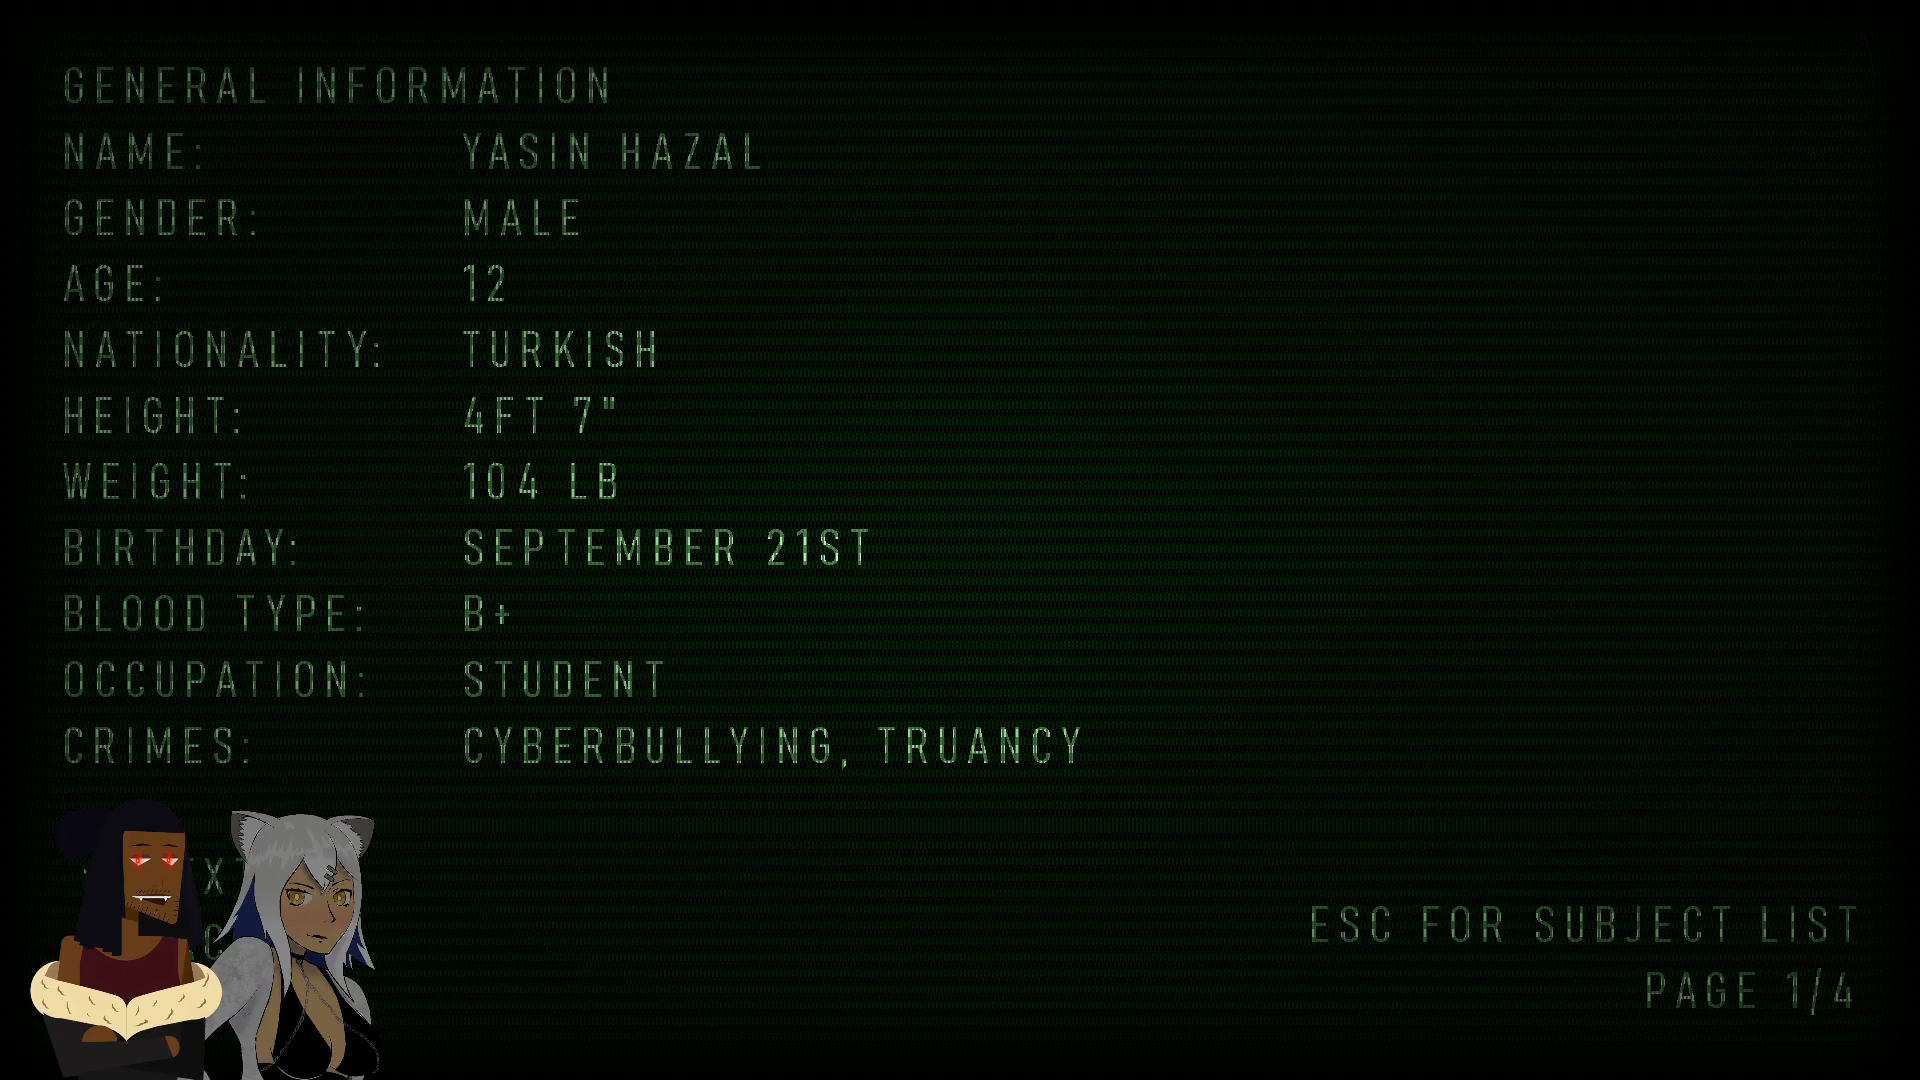 GENERAL INFORMATION
NAME: YASIN HAZAL
GENDER: MALE
AGE: 12
NATIONALITY: TURKISH
HEIGHT: 4FT 7"
WEIGHT: 104 LB
BIRTHDAY: SEPTEMBER 21ST
BLOOD TYPE: B+
OCCUPATION: STUDENT
CRIMES: CYBERBULLYING, TRUANCY
ESC FOR SUBJECT LIST
PAGE 1/4